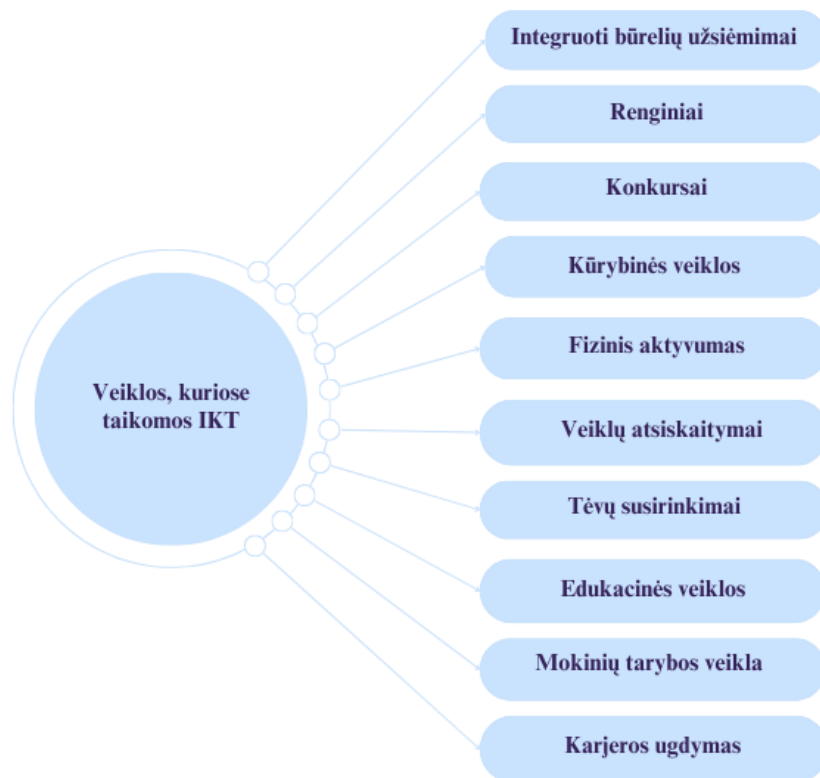 Integruoti būrelių užsiėmimai
Renginiai
Konkursai
Kūrybinės veiklos
Fizinis aktyvumas
Veiklos, kuriose
taikomos IKT
Veiklų atsiskaitymai
Tėvų susirinkimai
Edukacinės veiklos
Mokinių tarybos veikla
Karjeros ugdymas